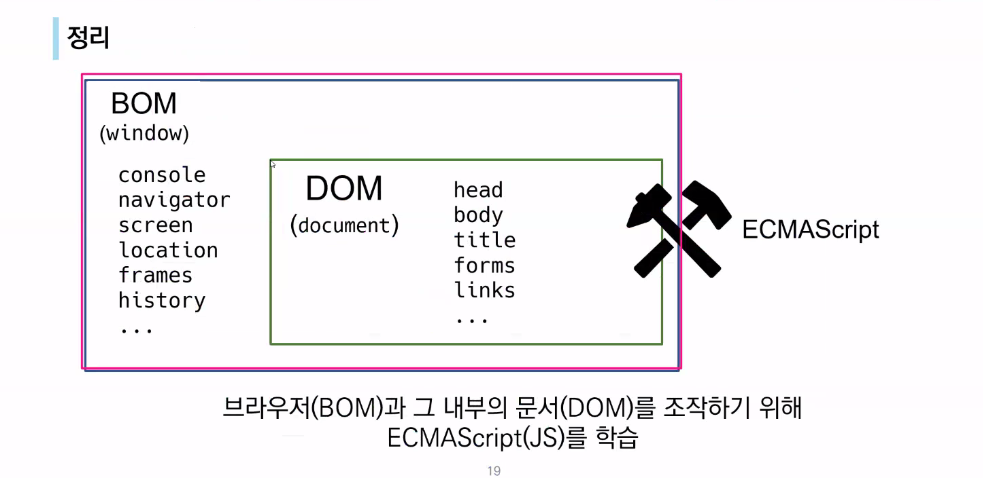 정리
BOM
(window)
console
navigator
screen
location
frames
history
...
DOM
(document)
head
body
title
forms
links
...
ECMAScript
브라우저(BOM)과 그 내부의 문서(DOM)를 조작하기 위해
ECMAScript(JS)를 학습
19